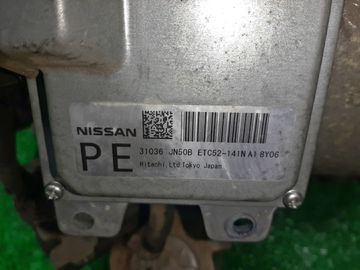 NISSAN
PE
31036 JN50B ETC52-141N A1 8Y06
Hitachi,Ltd Tokyo Japan